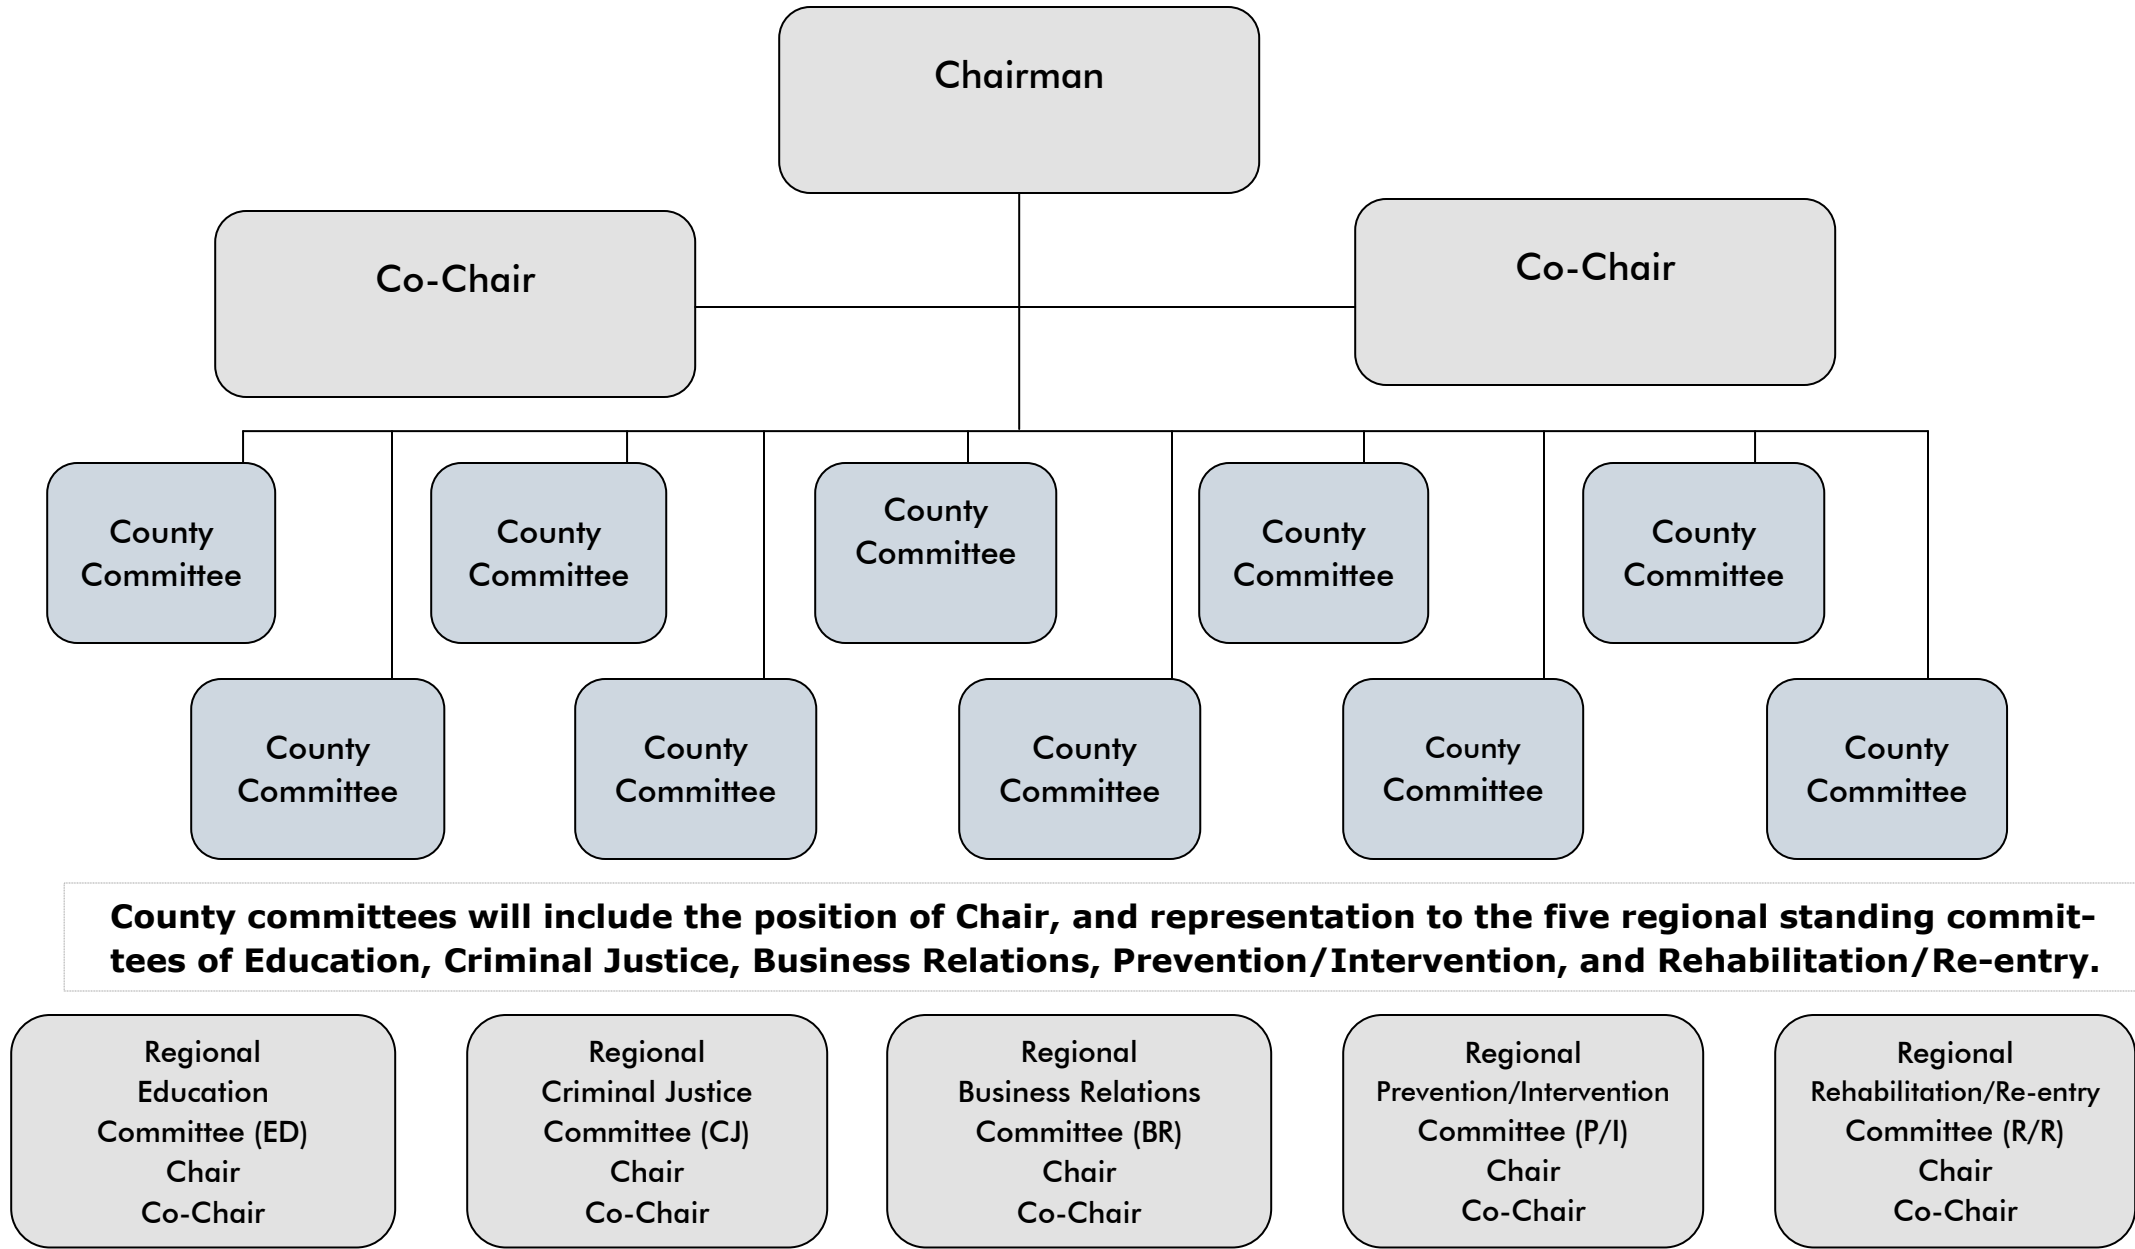 Chairman
Co-Chair
Co-Chair
County
Committee
County
Committee
County
Committee
County
Committee
County
Committee
County
Committee
County
Committee
County
Committee
County
Committee
County
Committee
County committees will include the position of Chair, and representation to the five regional standing commit-
tees of Education, Criminal Justice, Business Relations, Prevention/Intervention, and Rehabilitation/Re-entry.
Regional
Education
Committee (ED)
Chair
Co-Chair
Regional
Criminal Justice
Committee (CJ)
Chair
Co-Chair
Regional
Business Relations
Committee (BR)
Chair
Co-Chair
Regional
Prevention/Intervention
Committee (P/I)
Chair
Co-Chair
Regional
Rehabilitation/Re-entry
Committee (R/R)
Chair
Co-Chair